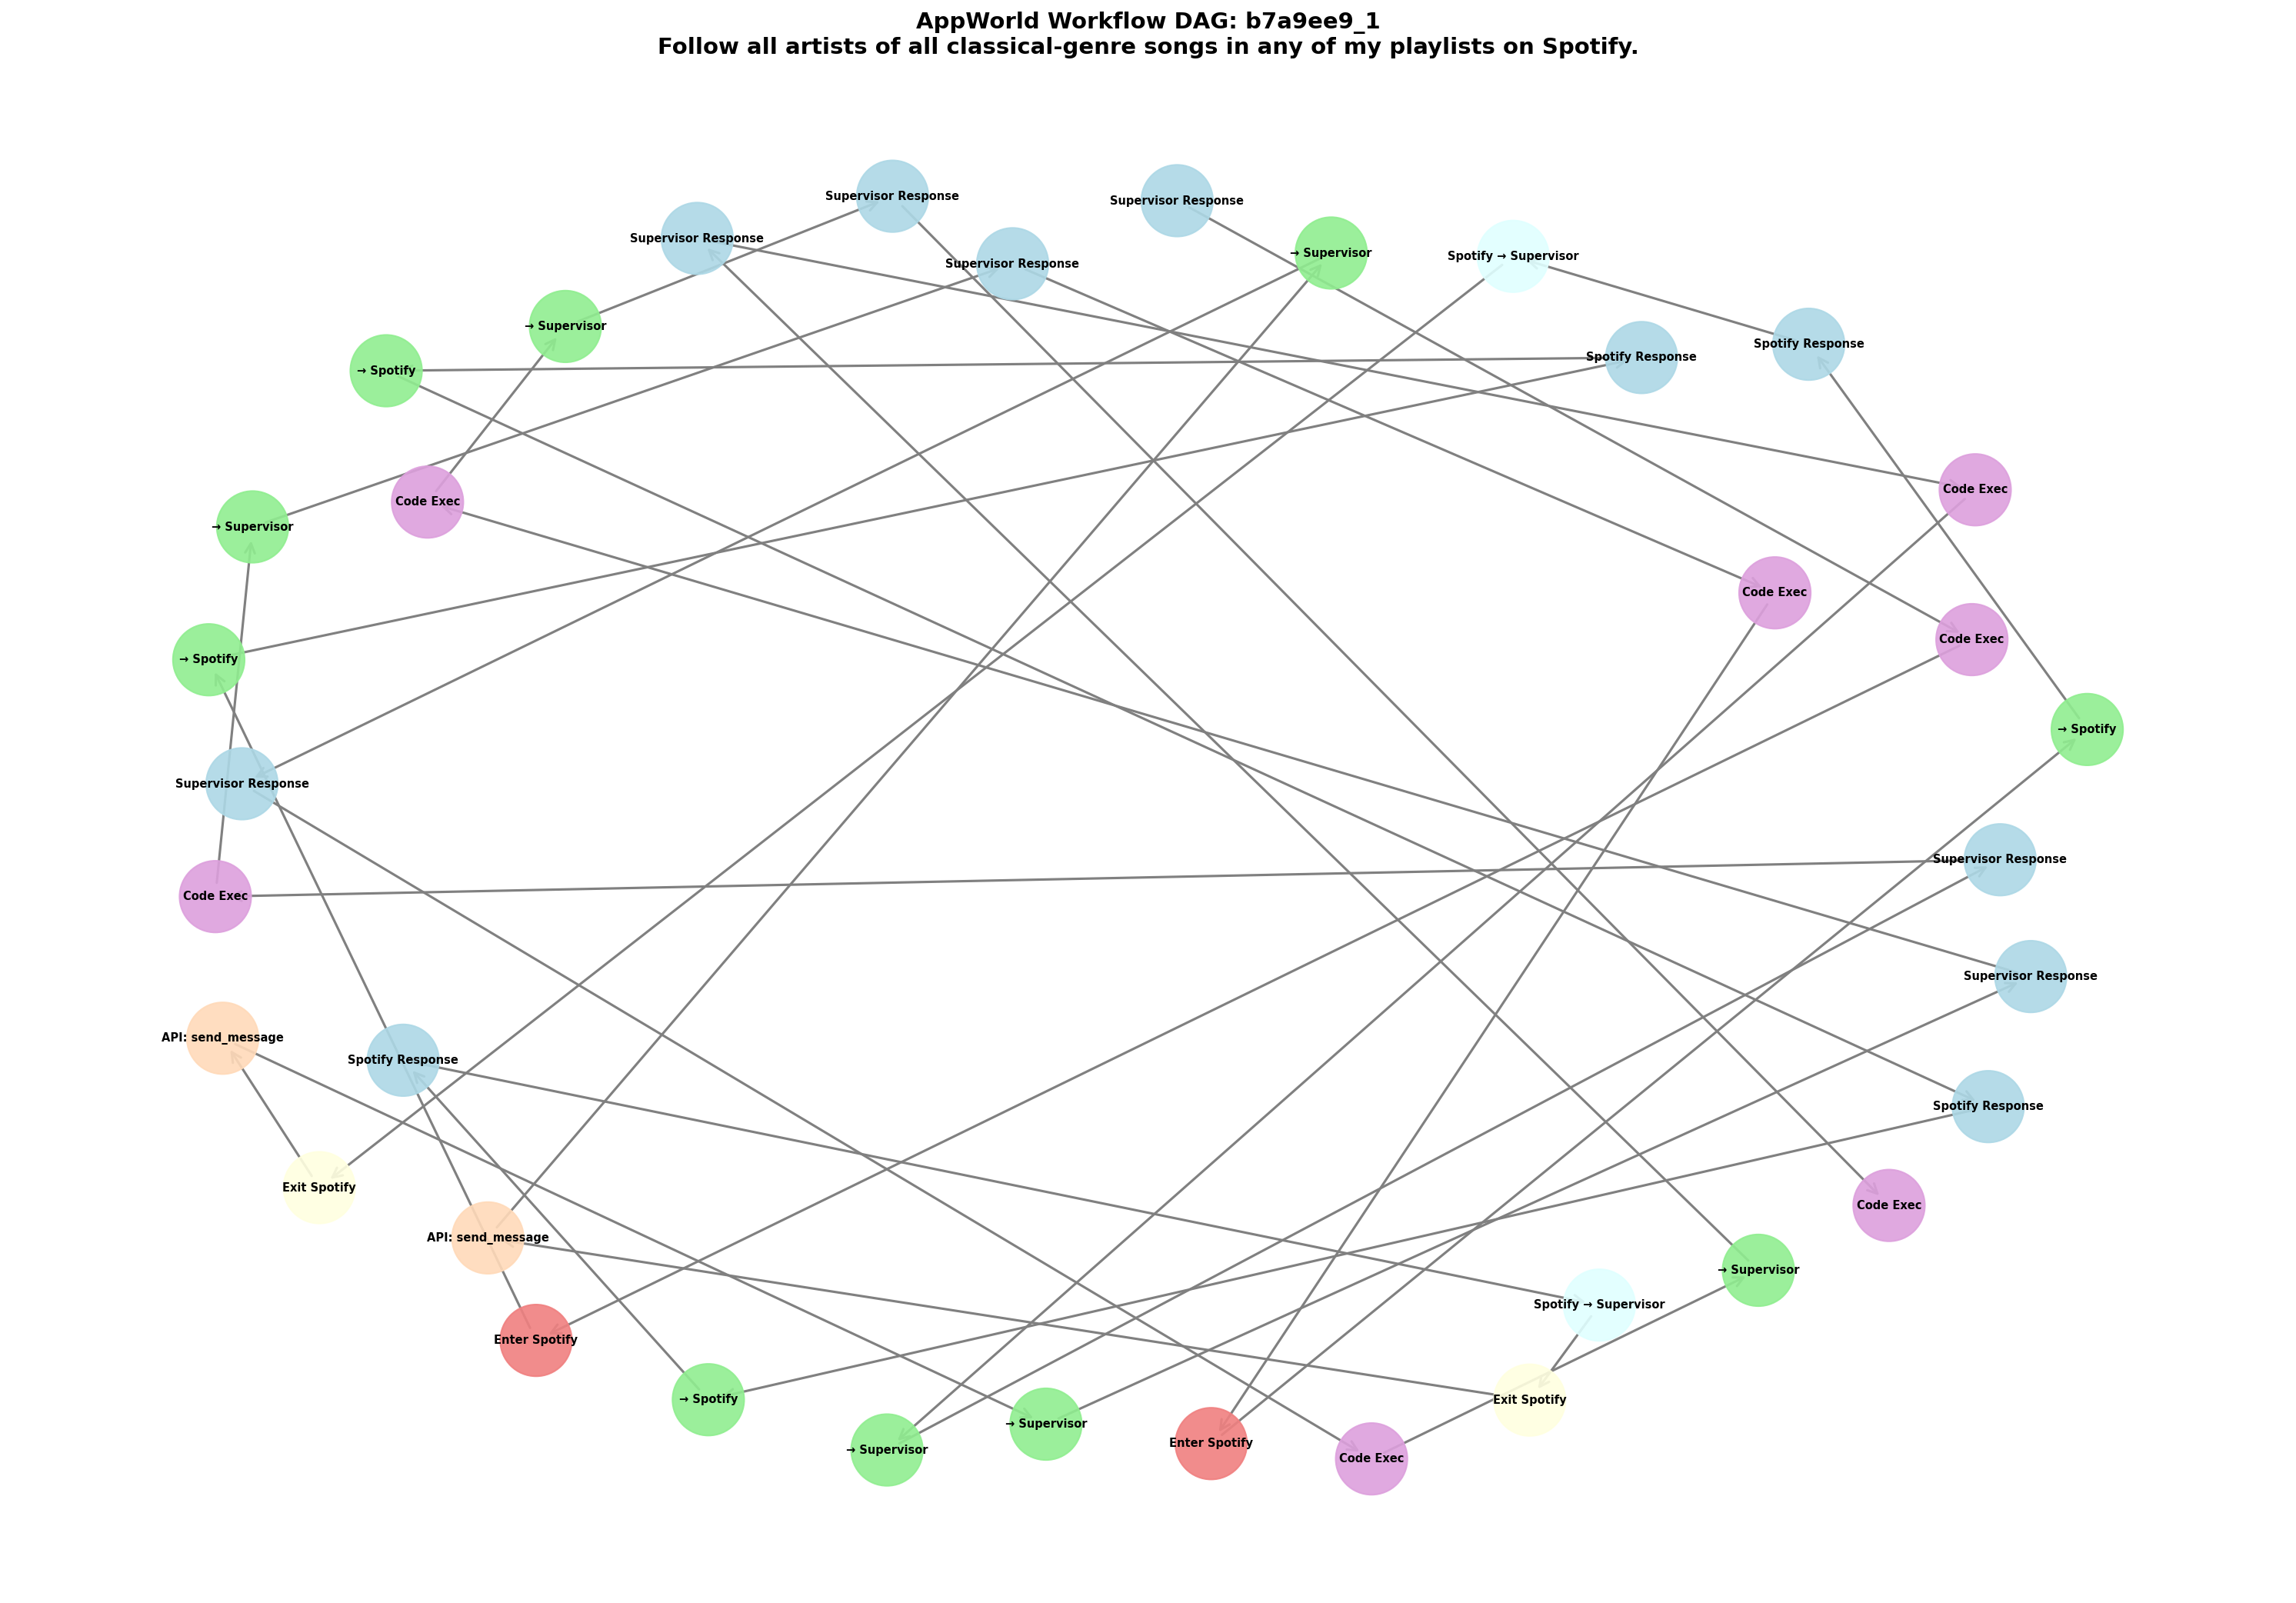 AppWorld Workflow DAG: b7a9ee9_1
Follow all artists of all classical-genre songs in any of my playlists on Spotify.
Supervisor Response
Supervisor Response
Supervisor Response
Supervisor Response
→ Supervisor
Spotify → Supervisor
→ Supervisor
Spotify Response
Spotify Response
→ Spotify
Code Exec
Code Exec
→ Supervisor
Code Exec
Code Exec
→ Spotify
→ Spotify
Supervisor Response
Supervisor Response
Code Exec
Supervisor Response
API: send_message
Spotify Response
Spotify Response
Exit Spotify
Code Exec
API: send_message
→ Supervisor
Spotify → Supervisor
Enter Spotify
→ Spotify
Exit Spotify
→ Supervisor
Enter Spotify
→ Supervisor
Code Exec